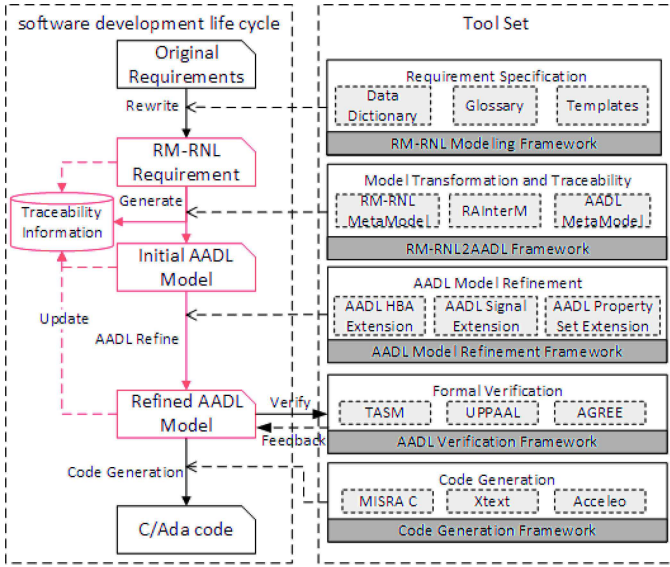 software development life cycle
Original
Requirements
Rewrite
RM-RNL
Requirement
Generate
Traceability
Information
Initial AADL
Model
Update
AADL Refine
Refined AADL
Model
Verify
Feedback
Code Generation
C/Ada code
Tool Set
Requirement Specification
Data
Dictionary
Glossary
Templates
RM-RNL Modeling Framework
Model Transformation and Traceability
RM-RNL
MetaModel
RAInterM
AADL
MetaModel
RM-RNL2AADL Framework
AADL Model Refinement
AADL HBA
Extension
AADL Signal
Extension
AADL Property
Set Extension
AADL Model Refinement Framework
Formal Verification
TASM
UPPAAL
AGREE
AADL Verification Framework
Code Generation
MISRA C
Xtext
Acceleo
Code Generation Framework